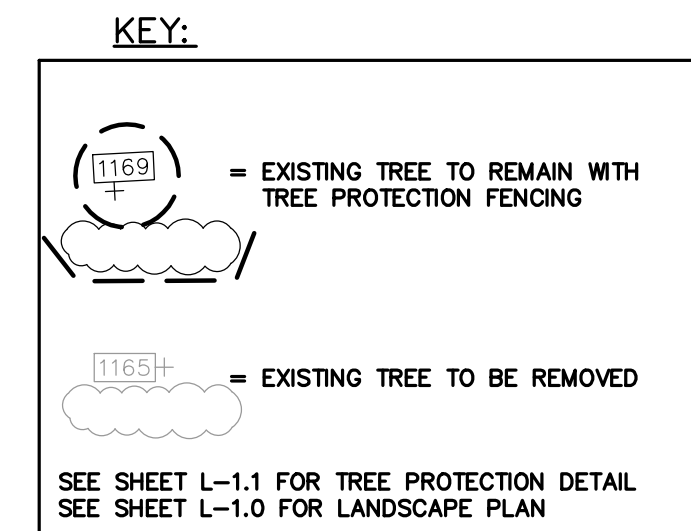 KEY:
1169
= EXISTING TREE TO REMAIN WITH
TREE PROTECTION FENCING
1165
= EXISTING TREE TO BE REMOVED
SEE SHEET L-1.1 FOR TREE PROTECTION DETAIL
SEE SHEET L-1.0 FOR LANDSCAPE PLAN